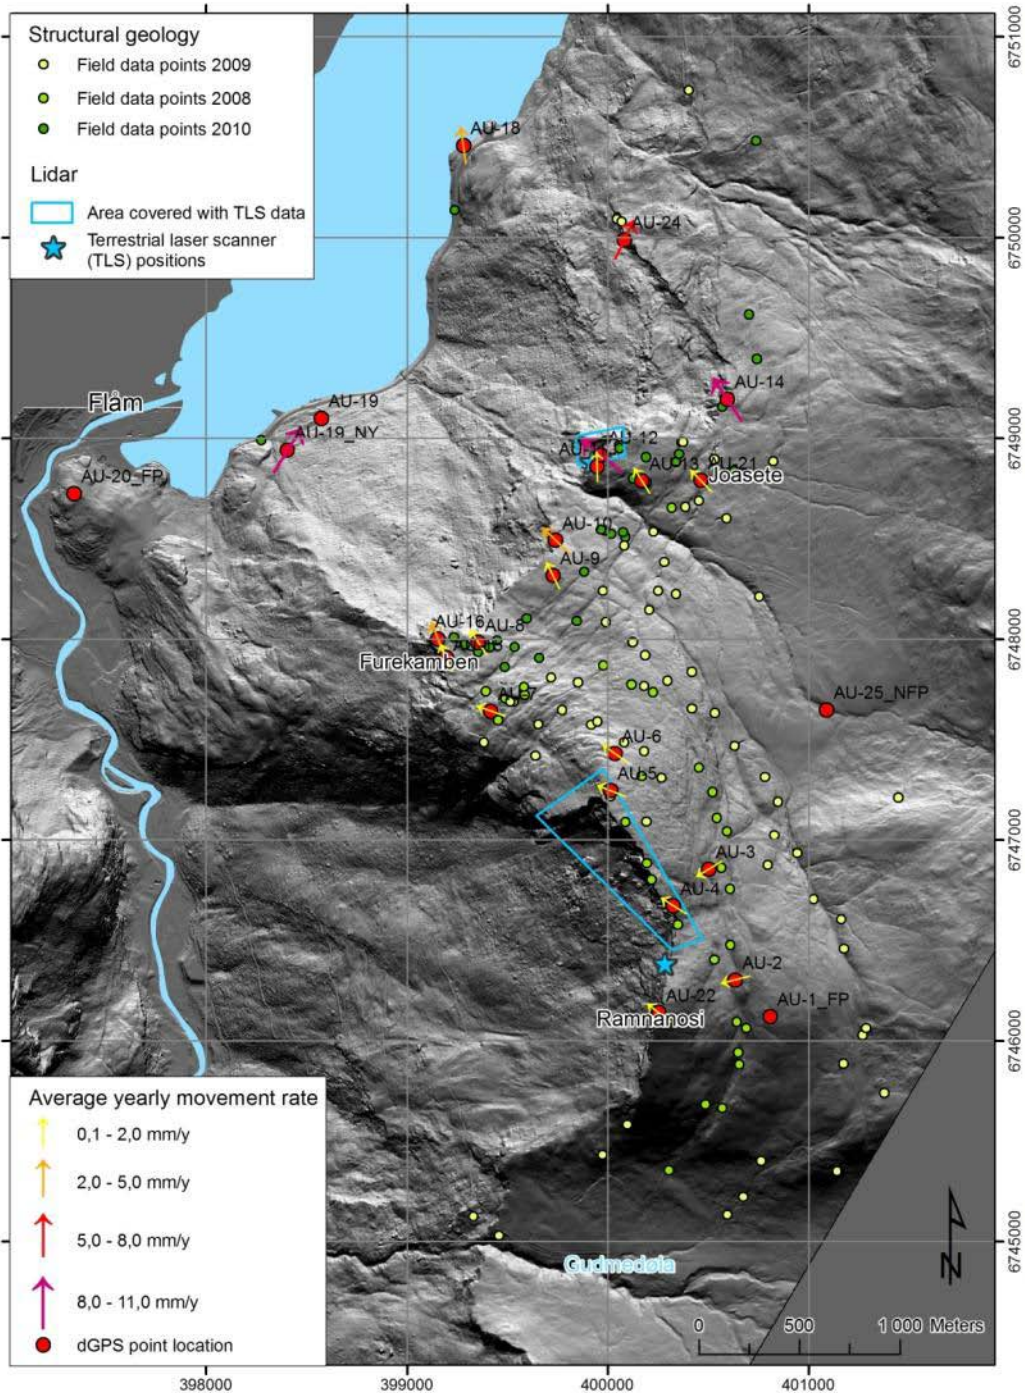 Structural geology
Field data points 2009
Field data points 2008
Field data points 2010
Lidar
Area covered with TLS data
Terrestrial laser scanner
(TLS) positions
6751000
AU-18
AU-24
6750000
AU-14
Flåm
AU-19
AU-19_NY
AU-12
6749000
AU-20_FP
AU-13
AU-21
Joasete
AU-10
AU-9
AU-16
AU-8
6748000
Furekamben
AU-7
AU-25_NFP
AU-6
AU-5
6747000
AU-3
AU-4
AU-2
AU-22
AU-1_FP
Ramnanosi
6746000
Average yearly movement rate
0,1 - 2,0 mm/y
2,0 - 5,0 mm/y
5,0 - 8,0 mm/y
8,0 - 11,0 mm/y
dGPS point location
6745000
Gudmedøla
N
0 500 1 000 Meters
398000 399000 400000 401000